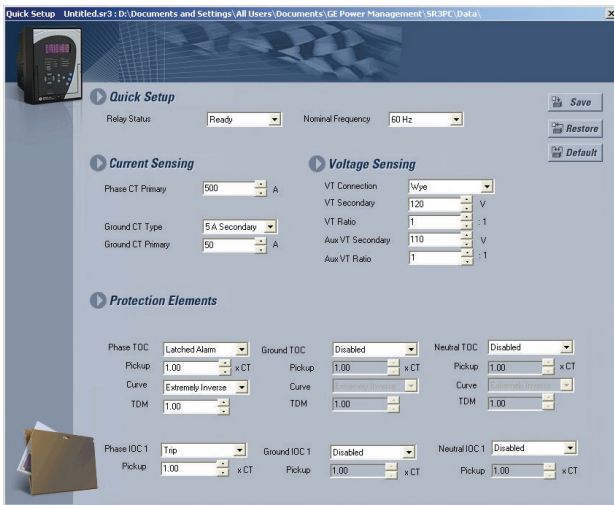 Quick Setup Untitled.sr3 : D:\Documents and Settings\All Users\Documents\GE Power Management\SR3PC\Data\
Quick Setup
Save
Relay Status Ready Nominal Frequency 60 Hz
Restore
Default
Current Sensing Voltage Sensing
Phase CT Primary 500 A VT Connection Wye
VT Secondary 120 V
Ground CT Type 5 A Secondary VT Ratio 1 : 1
Ground CT Primary 50 A Aux VT Secondary 110 V
Aux VT Ratio 1 : 1
Protection Elements
Phase TOC Latched Alarm Ground TOC Disabled Neutral TOC Disabled
Pickup 1.00 x CT Pickup 1.00 x CT Pickup 1.00 x CT
Curve Extremely Inverse Curve Extremely Inverse Curve Extremely Inverse
TDM 1.00 TDM 1.00 TDM 1.00
Phase IOC 1 Trip Ground IOC 1 Disabled Neutral IOC 1 Disabled
Pickup 1.00 x CT Pickup 1.00 x CT Pickup 1.00 x CT